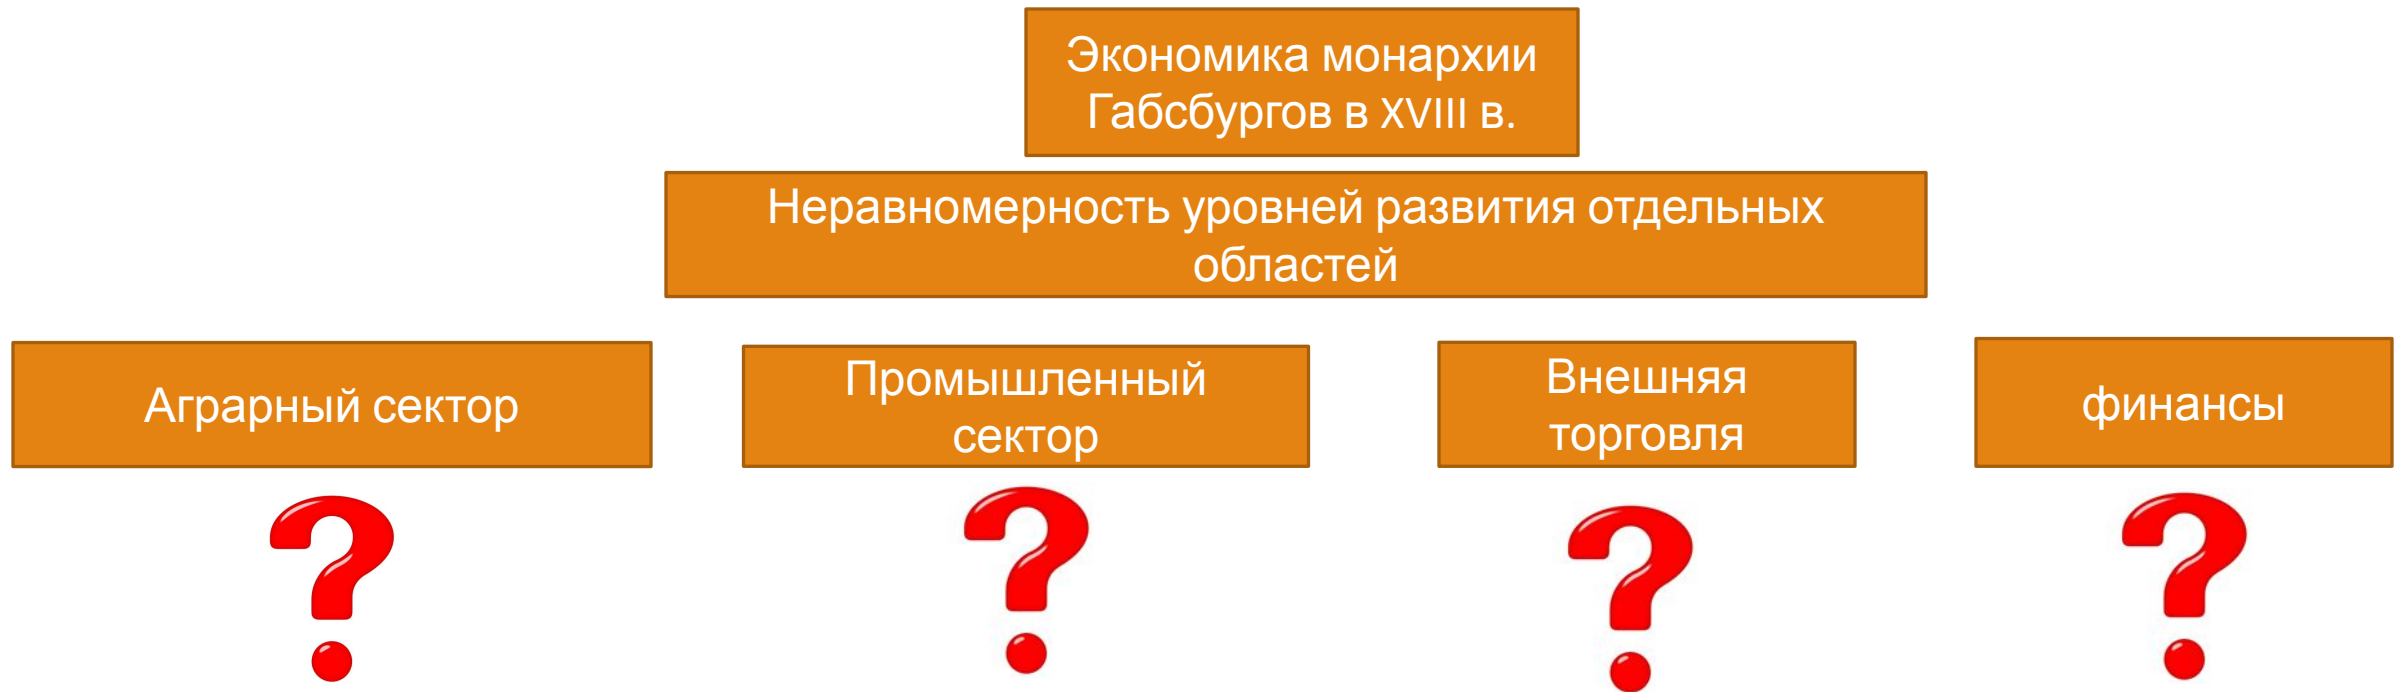 Экономика монархии
Габсбургов в XVIII в.
Неравномерность уровней развития отдельных
областей
Аграрный сектор
Промышленный
сектор
Внешняя
торговля
финансы
?
?
?
?